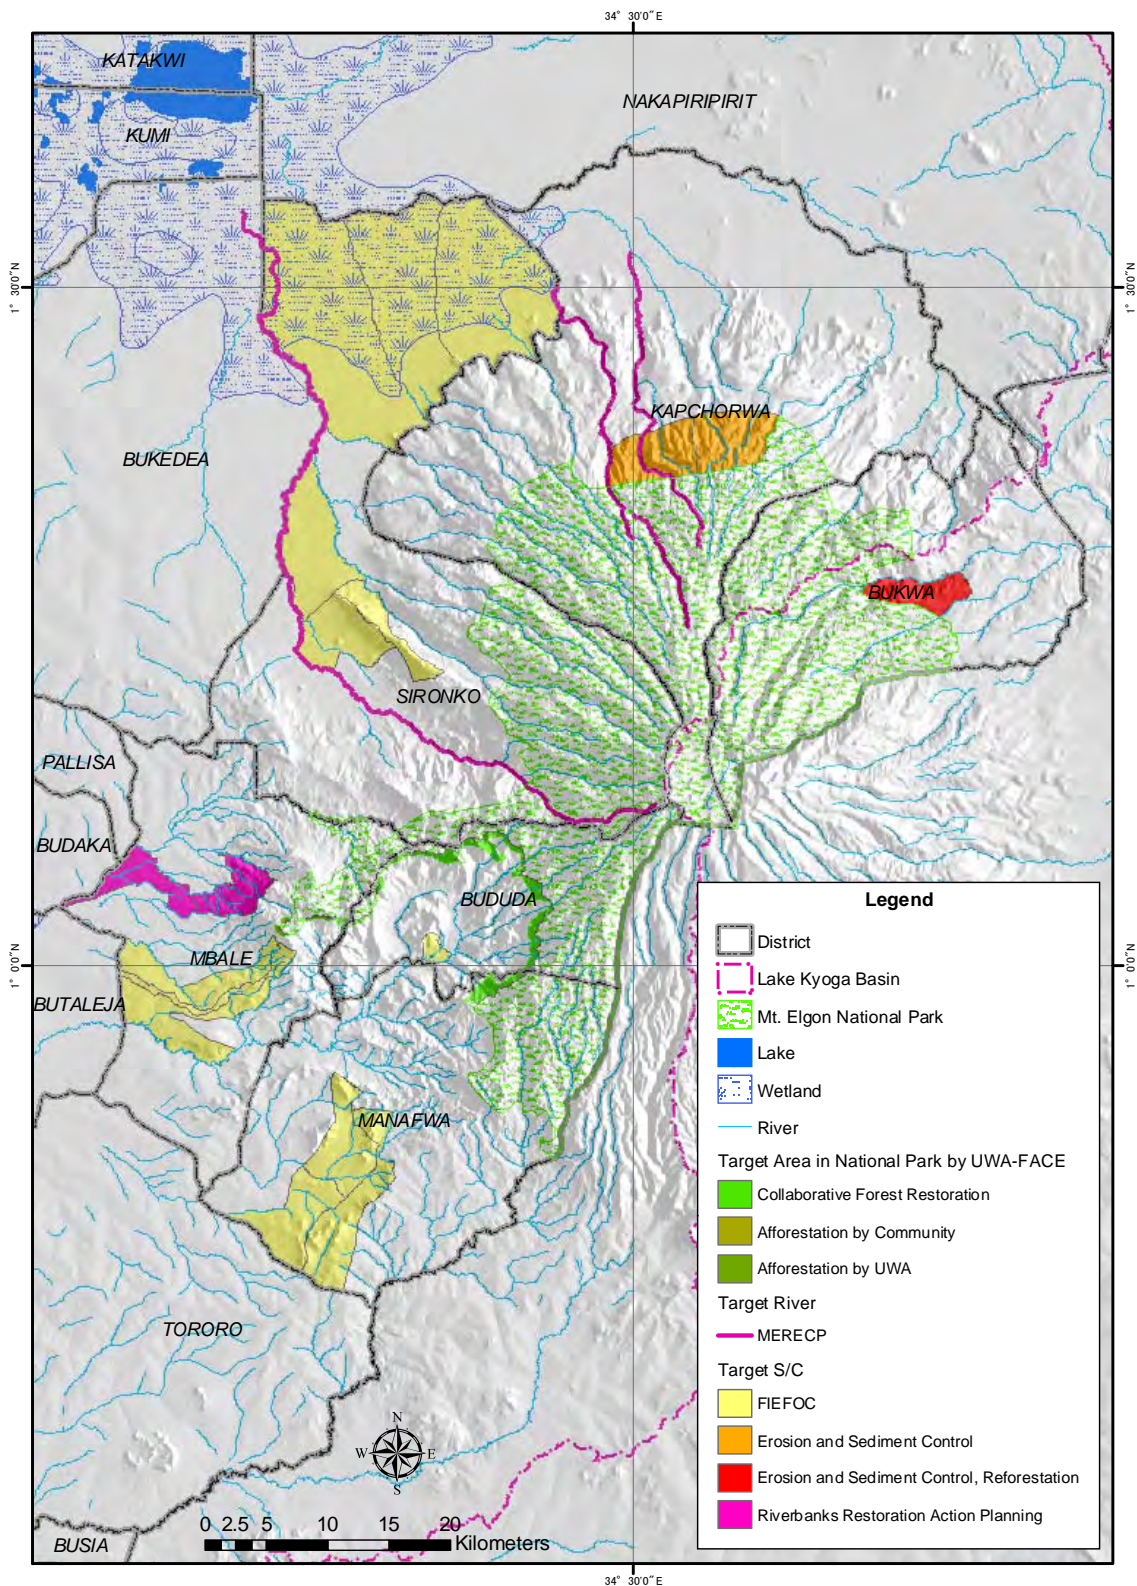 34° 30'0"E
KATAKWI
NAKAPIRIPIRIT
KUMI
1° 30'0"N
1° 30'0"N
KAPCHORWA
BUKEDEA
BUKWA
SIRONKO
PALLISA
BUDAKA
BUDUDA
MBALE
1° 0'0"N
1° 0'0"N
BUTALEJA
MANAFWA
TORORO
BUSIA
Legend
District
Lake Kyoga Basin
Mt. Elgon National Park
Lake
Wetland
River
Target Area in National Park by UWA-FACE
Collaborative Forest Restoration
Afforestation by Community
Afforestation by UWA
Target River
MERECP
Target S/C
FIEFOC
Erosion and Sediment Control
Erosion and Sediment Control, Reforestation
Riverbanks Restoration Action Planning
N
W E
S
0 2.5 5 10 15 20
Kilometers
34° 30'0"E